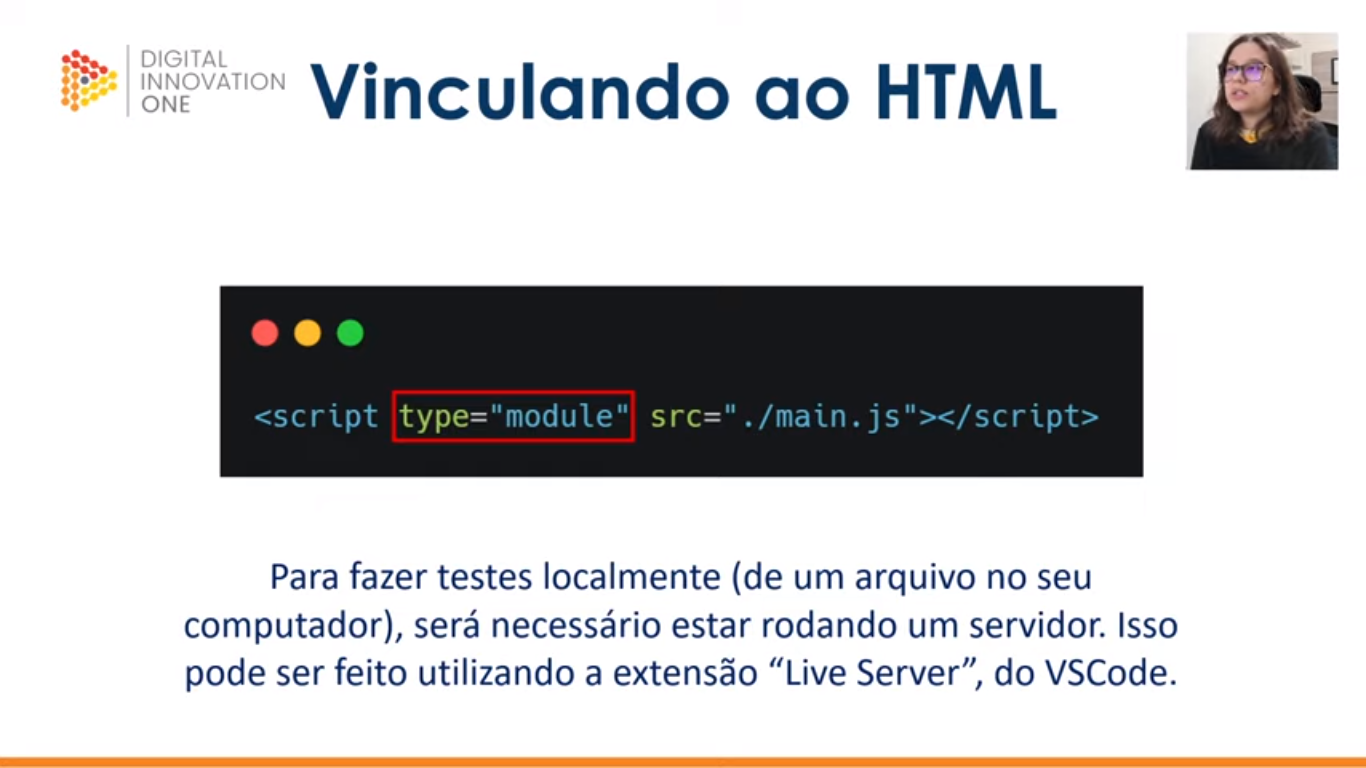 DIGITAL
INNOVATION
ONE
Vinculando ao HTML
<script type="module" src="./main.js"></script>
Para fazer testes localmente (de um arquivo no seu
computador), será necessário estar rodando um servidor. Isso
pode ser feito utilizando a extensão “Live Server”, do VSCode.